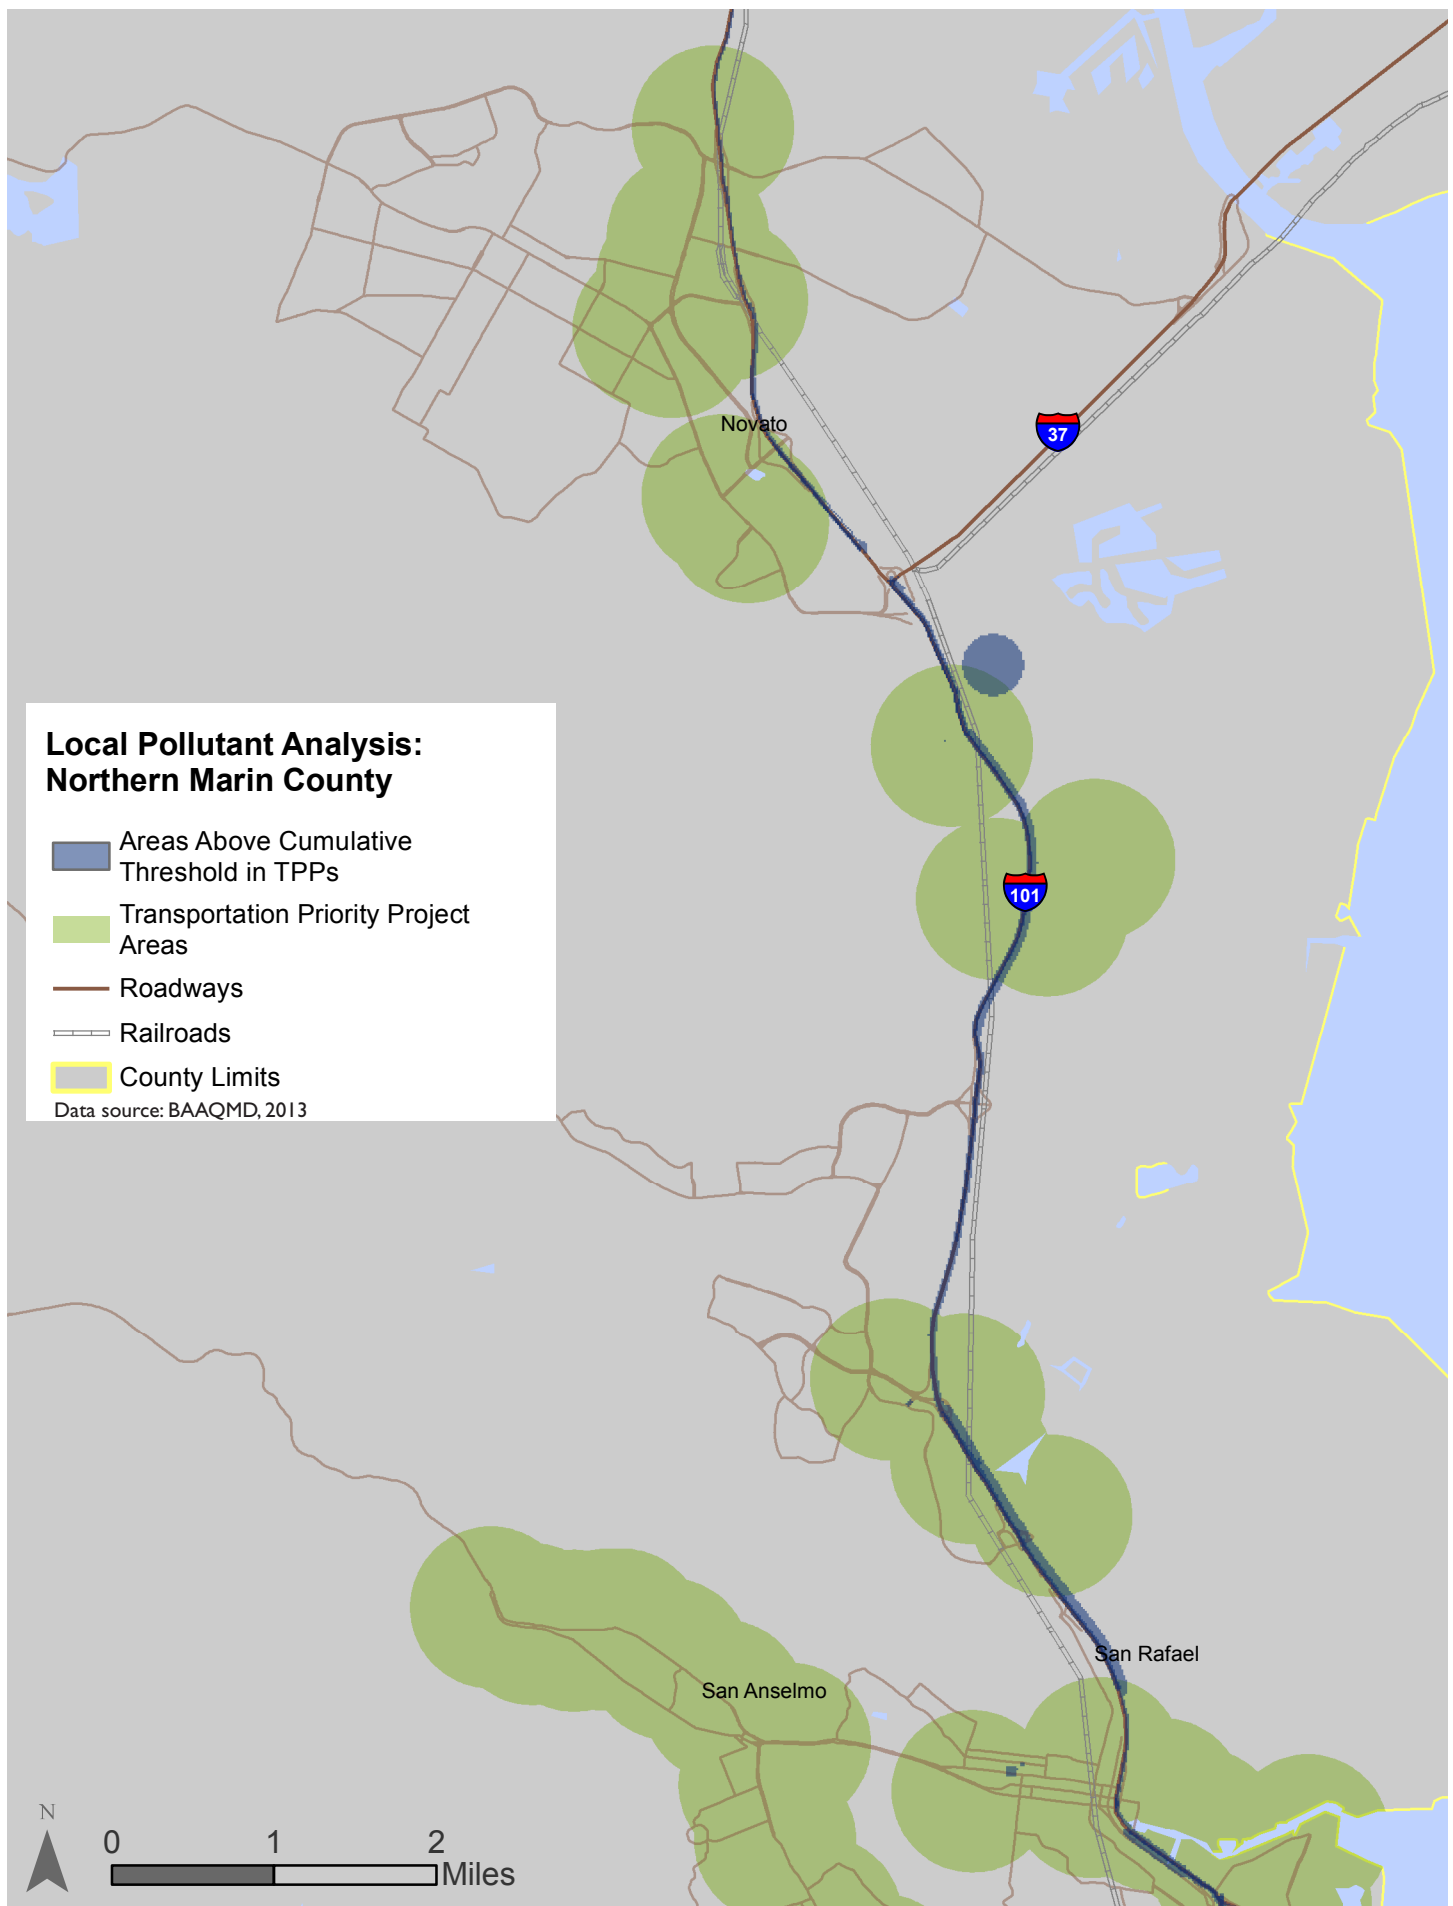 Novato
37
Local Pollutant Analysis:
Northern Marin County
Areas Above Cumulative
Threshold in TPPs
Transportation Priority Project
Areas
Roadways
Railroads
County Limits
Data source: BAAQMD, 2013
101
San Rafael
San Anselmo
N
0 1 2
Miles